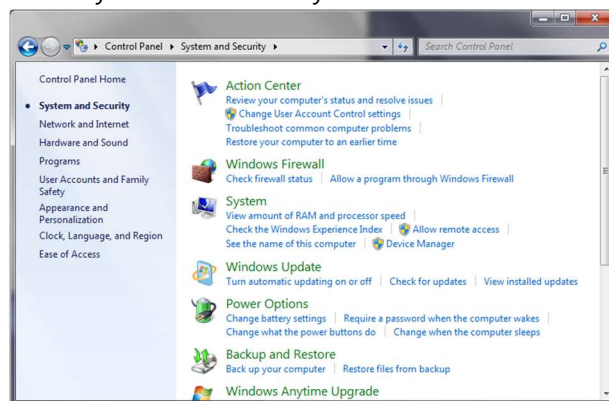 Control Panel ▸ System and Security ▸
Search Control Panel
Control Panel Home
System and Security
Network and Internet
Hardware and Sound
Programs
User Accounts and Family
Safety
Appearance and
Personalization
Clock, Language, and Region
Ease of Access
Action Center
Review your computer's status and resolve issues
Change User Account Control settings
Troubleshoot common computer problems
Restore your computer to an earlier time
Windows Firewall
Check firewall status
Allow a program through Windows Firewall
System
View amount of RAM and processor speed
Check the Windows Experience Index
Allow remote access
See the name of this computer
Device Manager
Windows Update
Turn automatic updating on or off
Check for updates
View installed updates
Power Options
Change battery settings
Require a password when the computer wakes
Change what the power buttons do
Change when the computer sleeps
Backup and Restore
Back up your computer
Restore files from backup
Windows Anytime Upgrade